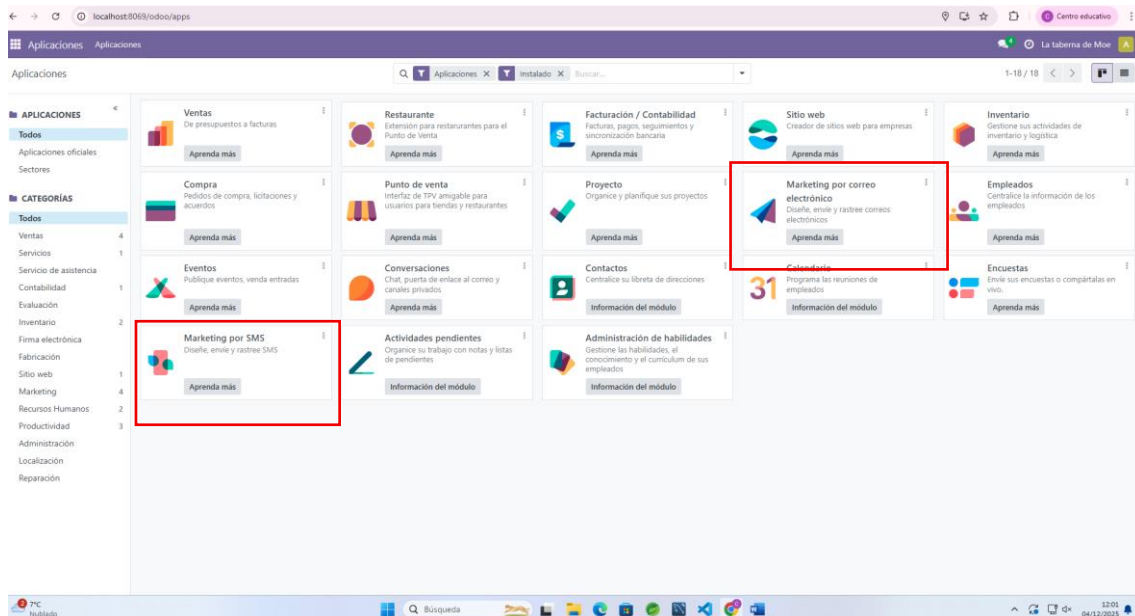 localhost:8069/odoo/apps
Centro educativo
Aplicaciones Aplicaciones
4
La taberna de Moe A
Aplicaciones
Aplicaciones Instalado Buscar...
1-18 / 18
APLICACIONES
Todos
Aplicaciones oficiales
Sectores
CATEGORÍAS
Todos
Ventas 4
Servicios 1
Servicio de asistencia
Contabilidad 1
Evaluación
Inventario 2
Firma electrónica
Fabricación
Sitio web 1
Marketing 4
Recursos Humanos 2
Productividad 3
Administración
Localización
Reparación
Ventas
De presupuestos a facturas
Aprenda más
Restaurante
Extensión para restaurantes para el
Punto de Venta
Aprenda más
Facturación / Contabilidad
Facturas, pagos, seguimientos y
sincronización bancaria
Aprenda más
Sitio web
Creador de sitios web para empresas
Aprenda más
Inventario
Gestione sus actividades de
inventario y logística
Aprenda más
Compra
Pedidos de compra, licitaciones y
acuerdos
Aprenda más
Punto de venta
Interfaz de TPV amigable para
usuarios para tiendas y restaurantes
Aprenda más
Proyecto
Organice y planifique sus proyectos
Aprenda más
Marketing por correo
electrónico
Diseñe, envíe y rastree correos
electrónicos
Aprenda más
Empleados
Centralice la información de los
empleados
Aprenda más
Eventos
Publique eventos, venda entradas
Aprenda más
Conversaciones
Chat, puerta de enlace al correo y
canales privados
Aprenda más
Contactos
Centralice su libreta de direcciones
Información del módulo
Calendario
31
Programa las reuniones de
empleados
Información del módulo
Encuestas
Envíe sus encuestas o compártalas en
vivo.
Aprenda más
Marketing por SMS
Diseñe, envíe y rastree SMS
Aprenda más
Actividades pendientes
Organice su trabajo con notas y listas
de pendientes
Información del módulo
Administración de habilidades
Gestione las habilidades, el
conocimiento y el currículum de sus
empleados
Información del módulo
2
7°C
Nublado
Búsqueda
12:01
04/12/2025